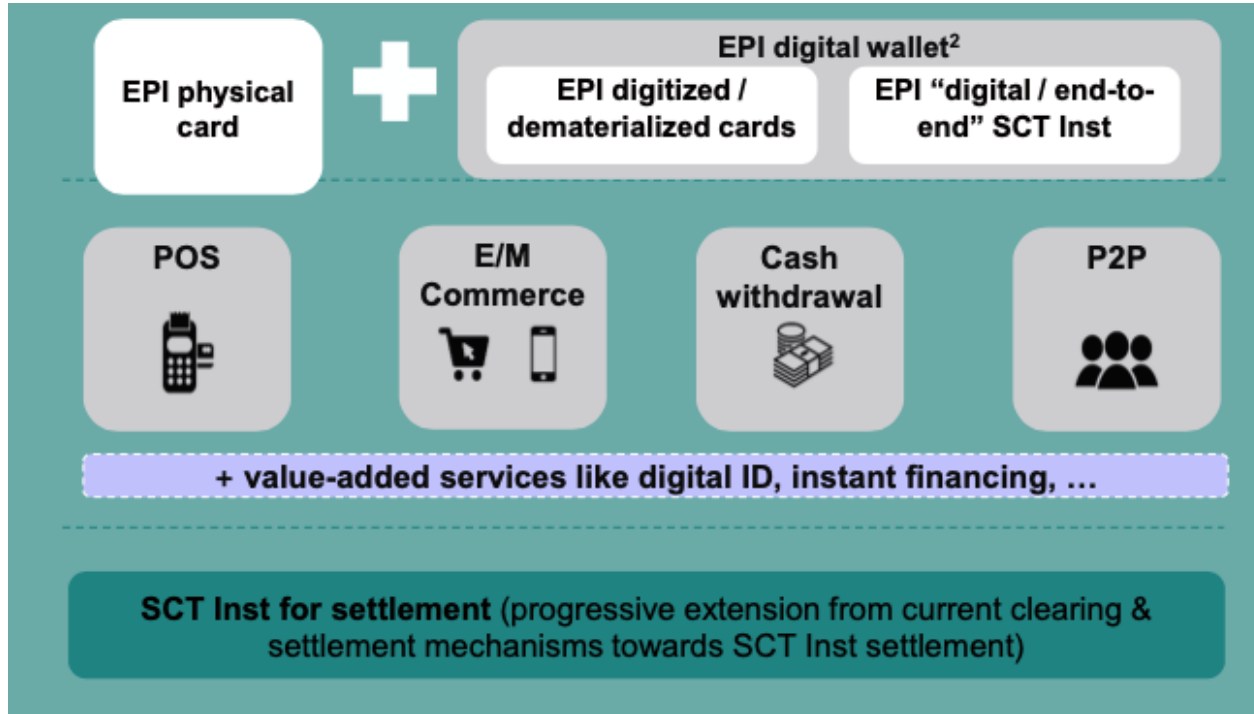 EPI physical
card
EPI digital wallet²
EPI digitized /
dematerialized cards
EPI “digital / end-to-
end” SCT Inst
POS
E/M
Commerce
Cash
withdrawal
P2P
+ value-added services like digital ID, instant financing, …
SCT Inst for settlement (progressive extension from current clearing &
settlement mechanisms towards SCT Inst settlement)